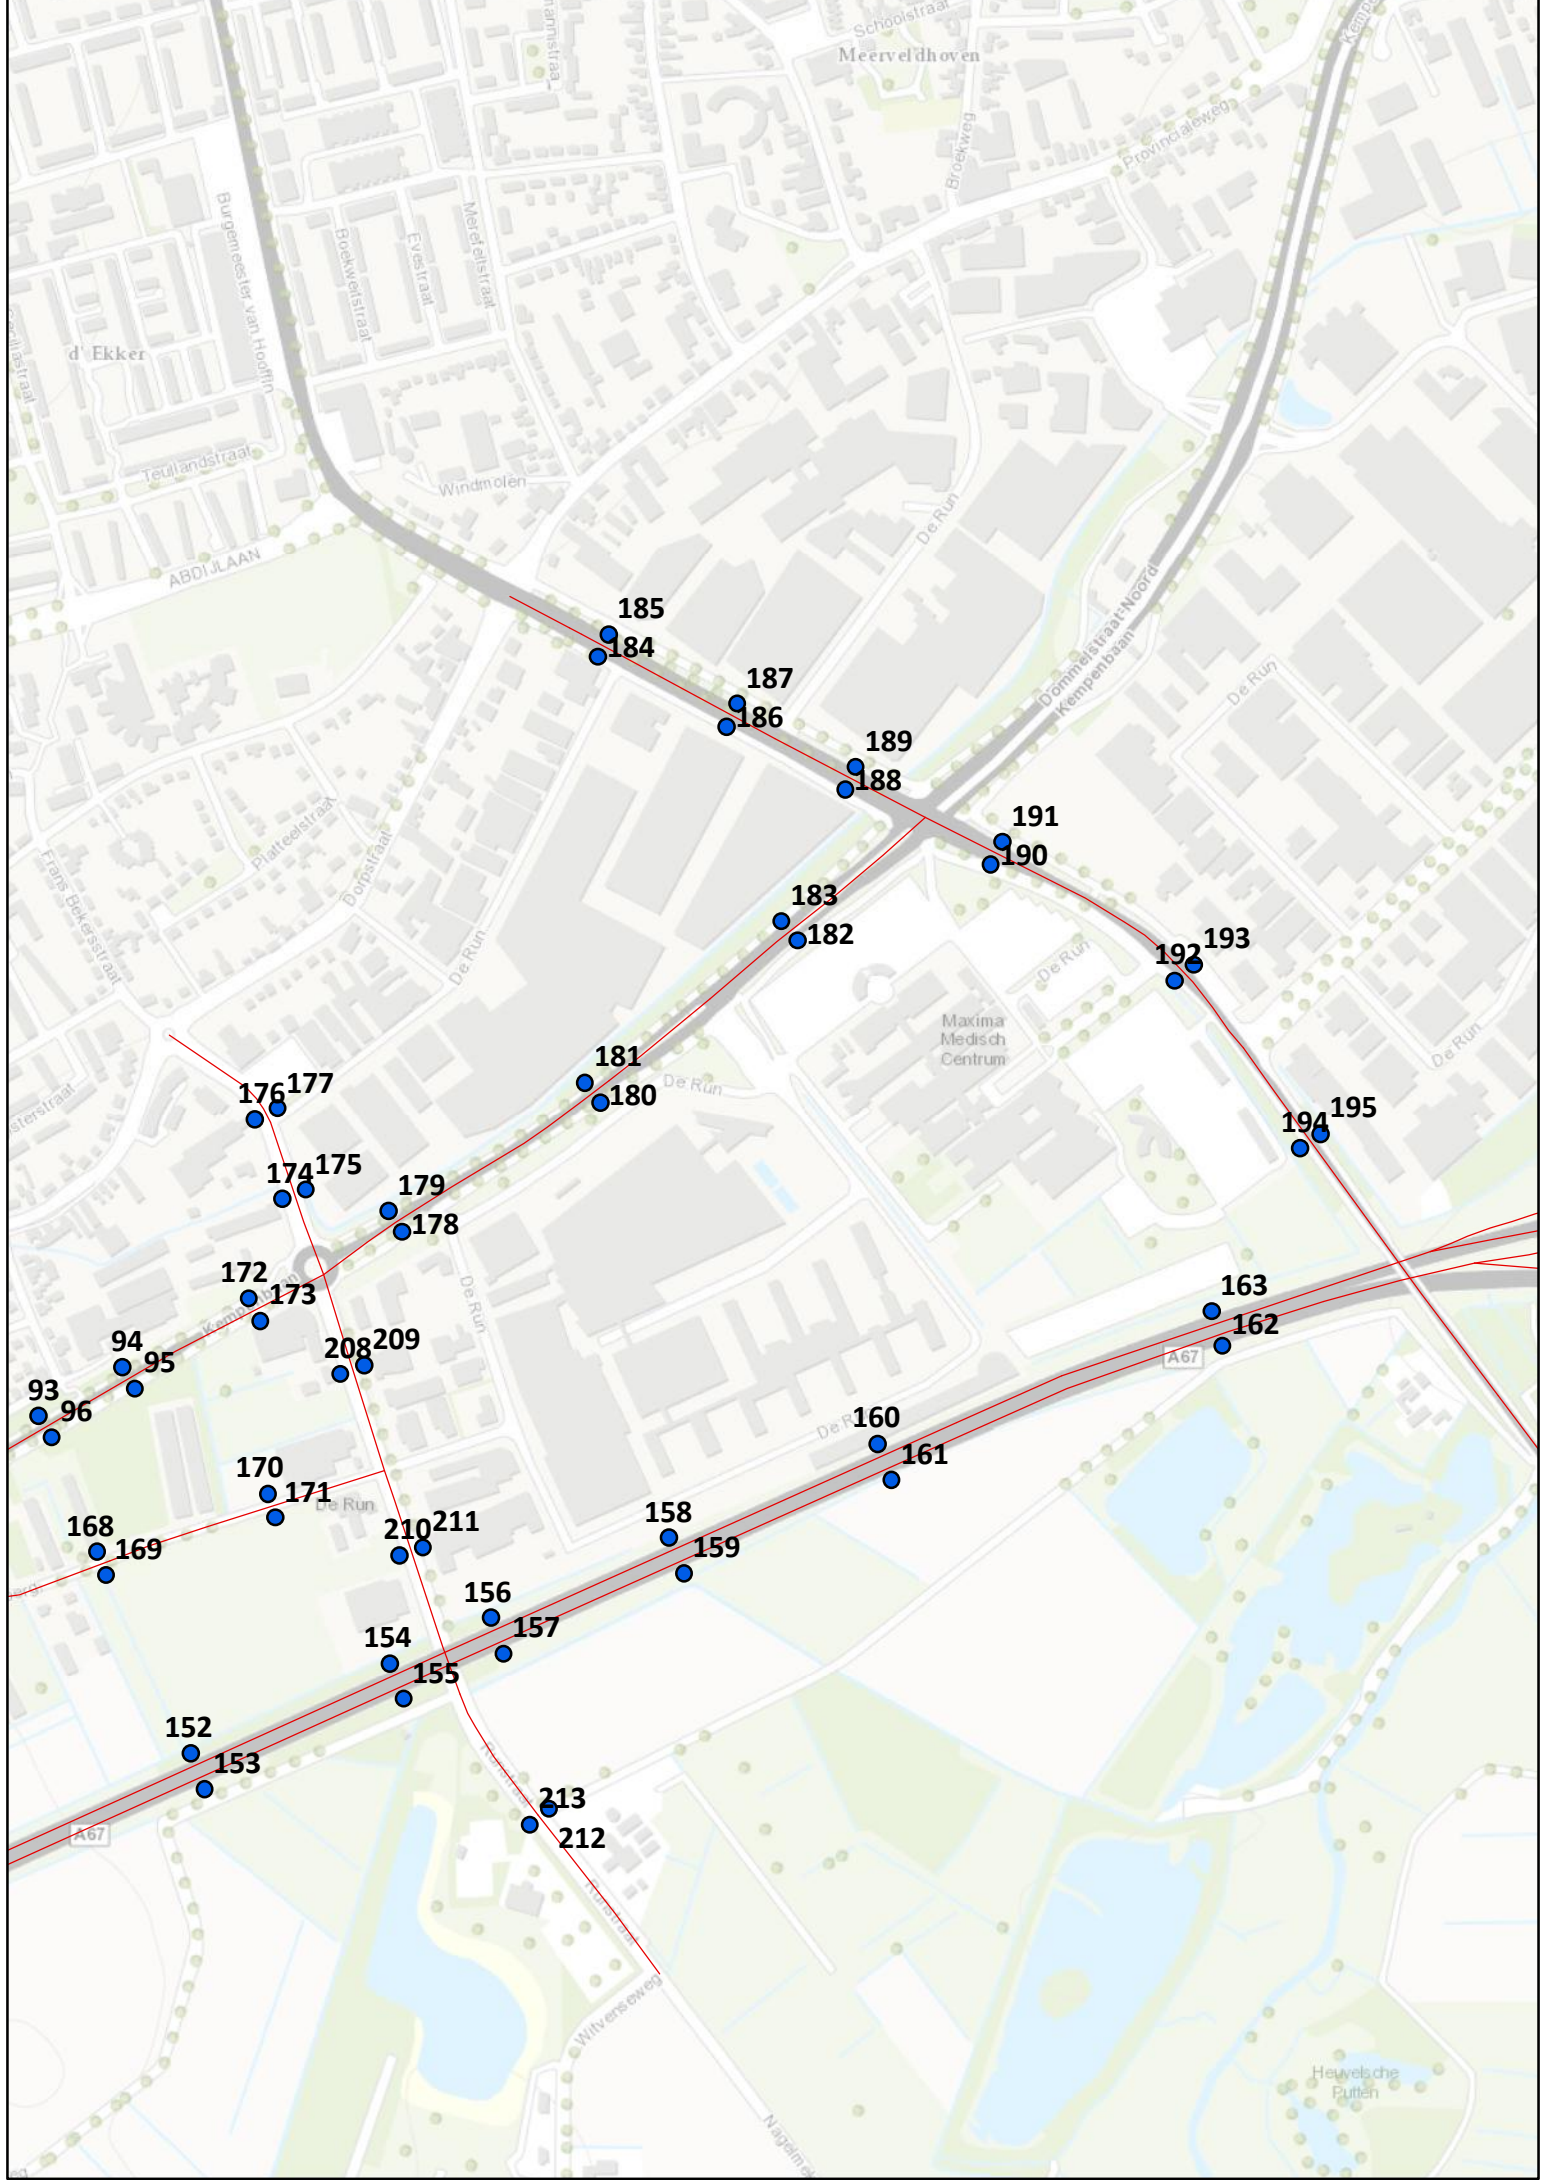 Schoolstraat
Meerveldhoven
Broekweg
Provincialeweg
Burgemeester van Hooffln
Boekweitstraat
Evestraat
Merefeltstraat
d' Ekker
Teullandstraat
Windmolen
ABDIJLAAN
De Run
Dommelstraat-Noord
Kempenbaan
De Run
185
184
187
186
189
188
191
190
Platteelstraat
Dorpstraat
Frans Bekersstraat
De Run
183
182
193
192
De Run
Maxima
Medisch
Centrum
De Run
181
180
De Run
177
176
195
194
175
174
179
178
172
173
De Run
163
162
A67
94
95
208
209
93
96
160
161
170
171
De Run
158
159
168
169
210
211
156
157
154
155
152
153
A67
213
212
Runstraat
Witvenseweg
Heuvelsche
Putten